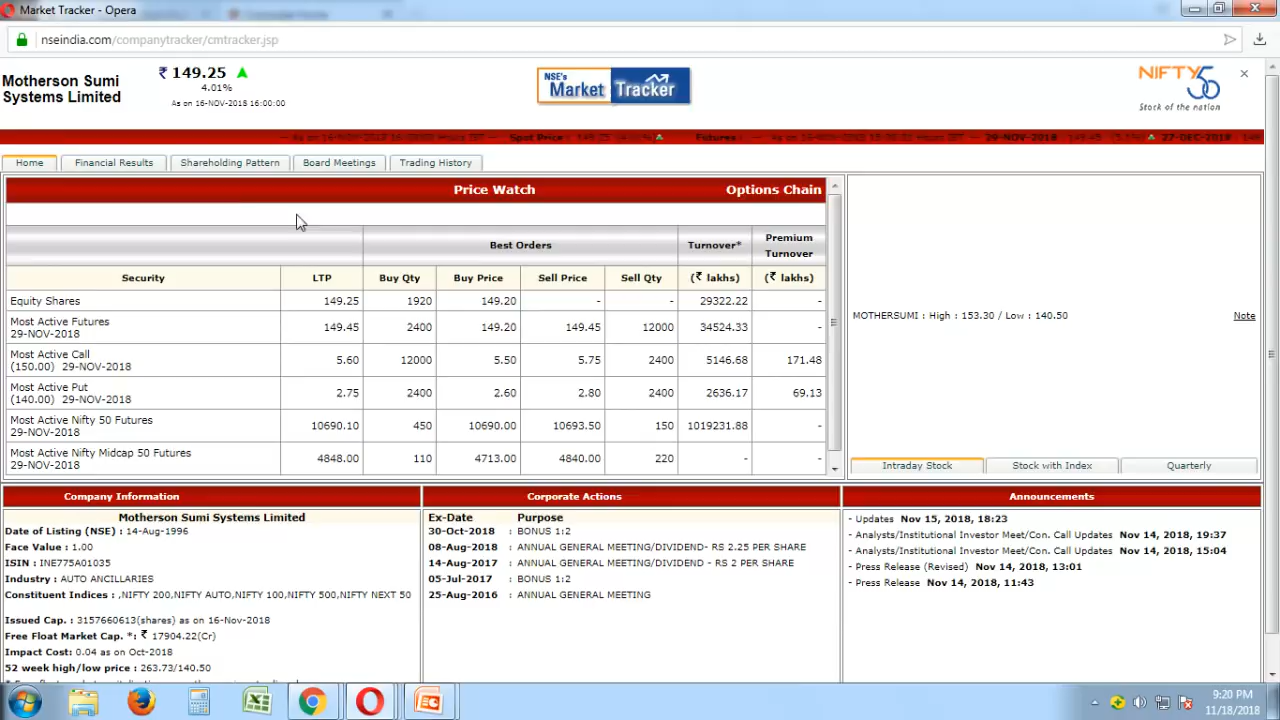 Market Tracker - Opera
nseindia.com/companytracker/cmtracker.jsp
Motherson Sumi
Systems Limited
₹ 149.25
4.01%
As on 16-NOV-2018 16:00:00
NSE's
Market Tracker
NIFTY 50
Stock of the nation
Spot Price : 149.25 (4.01%) Futures : 29-NOV-2018 149.45 27-DEC-2018
Home Financial Results Shareholding Pattern Board Meetings Trading History
Price Watch Options Chain
Best Orders Turnover* Premium
Turnover
Security LTP Buy Qty Buy Price Sell Price Sell Qty (₹ lakhs) (₹ lakhs)
Equity Shares 149.25 1920 149.20 - - 29322.22 -
Most Active Futures
29-NOV-2018 149.45 2400 149.20 149.45 12000 34524.33 -
Most Active Call
(150.00) 29-NOV-2018 5.60 12000 5.50 5.75 2400 5146.68 171.48
Most Active Put
(140.00) 29-NOV-2018 2.75 2400 2.60 2.80 2400 2636.17 69.13
Most Active Nifty 50 Futures
29-NOV-2018 10690.10 450 10690.00 10693.50 150 1019231.88 -
Most Active Nifty Midcap 50 Futures
29-NOV-2018 4848.00 110 4713.00 4840.00 220 - -
MOTHERSUMI : High : 153.30 / Low : 140.50 Note
Intraday Stock Stock with Index Quarterly
Company Information
Motherson Sumi Systems Limited
Date of Listing (NSE) : 14-Aug-1996
Face Value : 1.00
ISIN : INE775A01035
Industry : AUTO ANCILLARIES
Constituent Indices : ,NIFTY 200,NIFTY AUTO,NIFTY 100,NIFTY 500,NIFTY NEXT 50
Issued Cap. : 3157660613(shares) as on 16-Nov-2018
Free Float Market Cap. *: ₹ 17904.22(Cr)
Impact Cost : 0.04 as on Oct-2018
52 week high/low price : 263.73/140.50
Corporate Actions
Ex-Date Purpose
30-Oct-2018 : BONUS 1:2
08-Aug-2018 : ANNUAL GENERAL MEETING/DIVIDEND- RS 2.25 PER SHARE
14-Aug-2017 : ANNUAL GENERAL MEETING/DIVIDEND - RS 2 PER SHARE
05-Jul-2017 : BONUS 1:2
25-Aug-2016 : ANNUAL GENERAL MEETING
Announcements
- Updates Nov 15, 2018, 18:23
- Analysts/Institutional Investor Meet/Con. Call Updates Nov 14, 2018, 19:37
- Analysts/Institutional Investor Meet/Con. Call Updates Nov 14, 2018, 15:04
- Press Release (Revised) Nov 14, 2018, 13:01
- Press Release Nov 14, 2018, 11:43
9:20 PM
11/18/2018